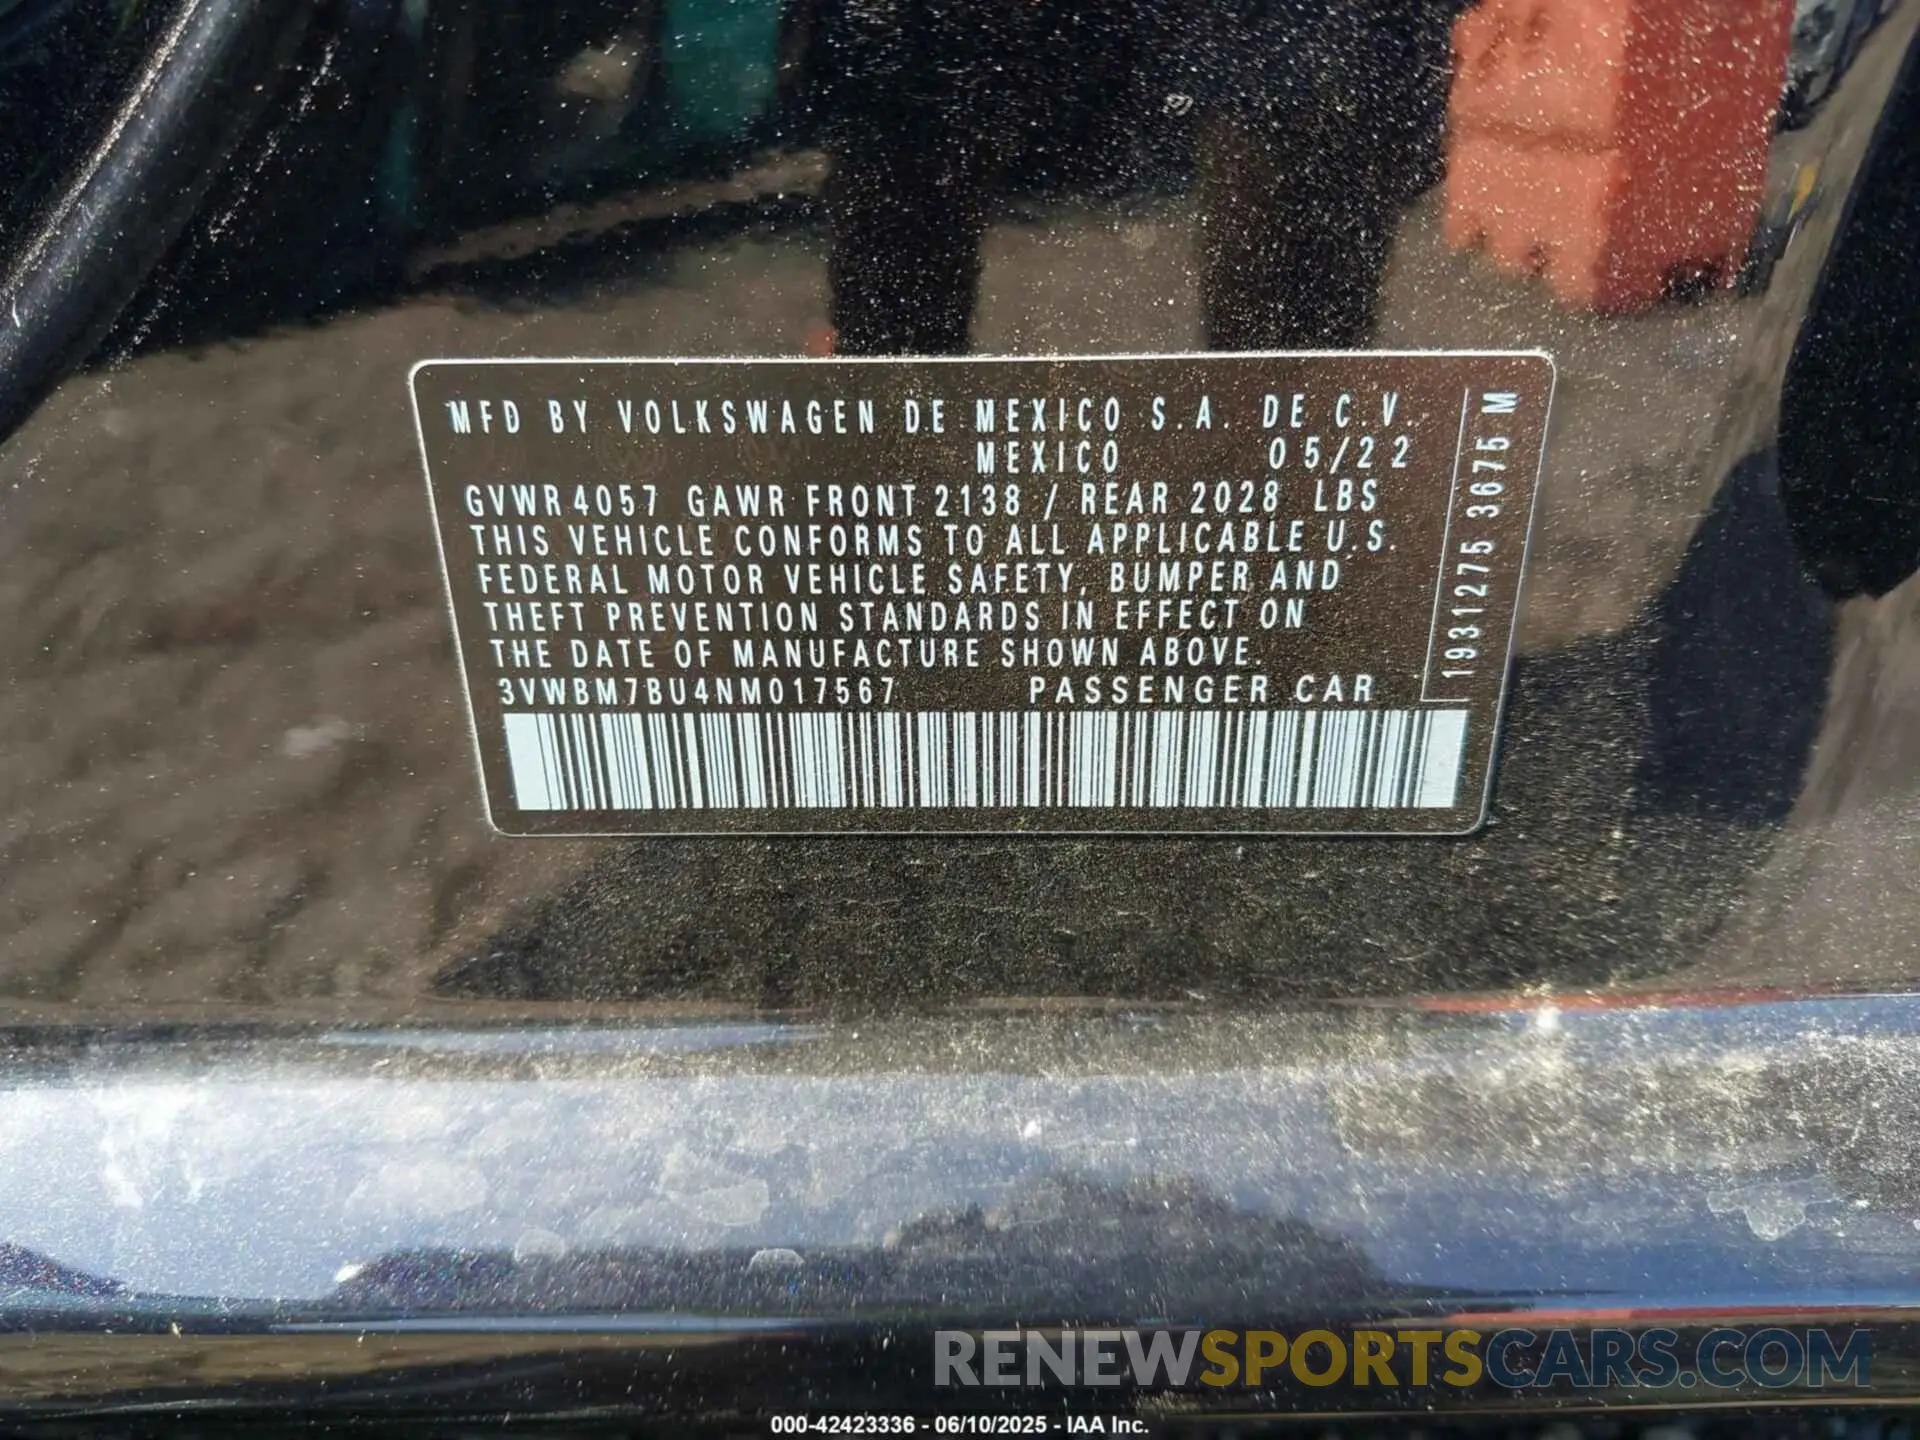 MFD BY VOLKSWAGEN DE MEXICO S.A. DE C.V.
MEXICO 05/22
GVWR 4057 GAWR FRONT 2138 / REAR 2028 LBS
THIS VEHICLE CONFORMS TO ALL APPLICABLE U.S.
FEDERAL MOTOR VEHICLE SAFETY, BUMPER AND
THEFT PREVENTION STANDARDS IN EFFECT ON
THE DATE OF MANUFACTURE SHOWN ABOVE.
3VWBM7BU4NM017567 PASSENGER CAR
1931275 3675 M
RENEWSPORTSCARS.COM
000-42423336 - 06/10/2025 - IAA Inc.